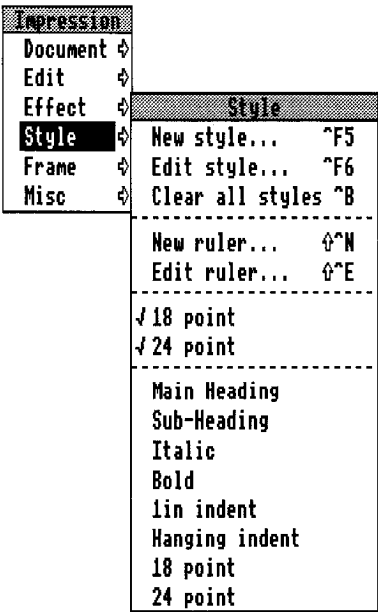 Impression
Document ⇨
Edit ⇨
Effect ⇨
Style ⇨
Frame ⇨
Misc ⇨
Style
New style... ^F5
Edit style... ^F6
Clear all styles ^B
New ruler... ⇧^N
Edit ruler... ⇧^E
√ 18 point
√ 24 point
Main Heading
Sub-Heading
Italic
Bold
1in indent
Hanging indent
18 point
24 point